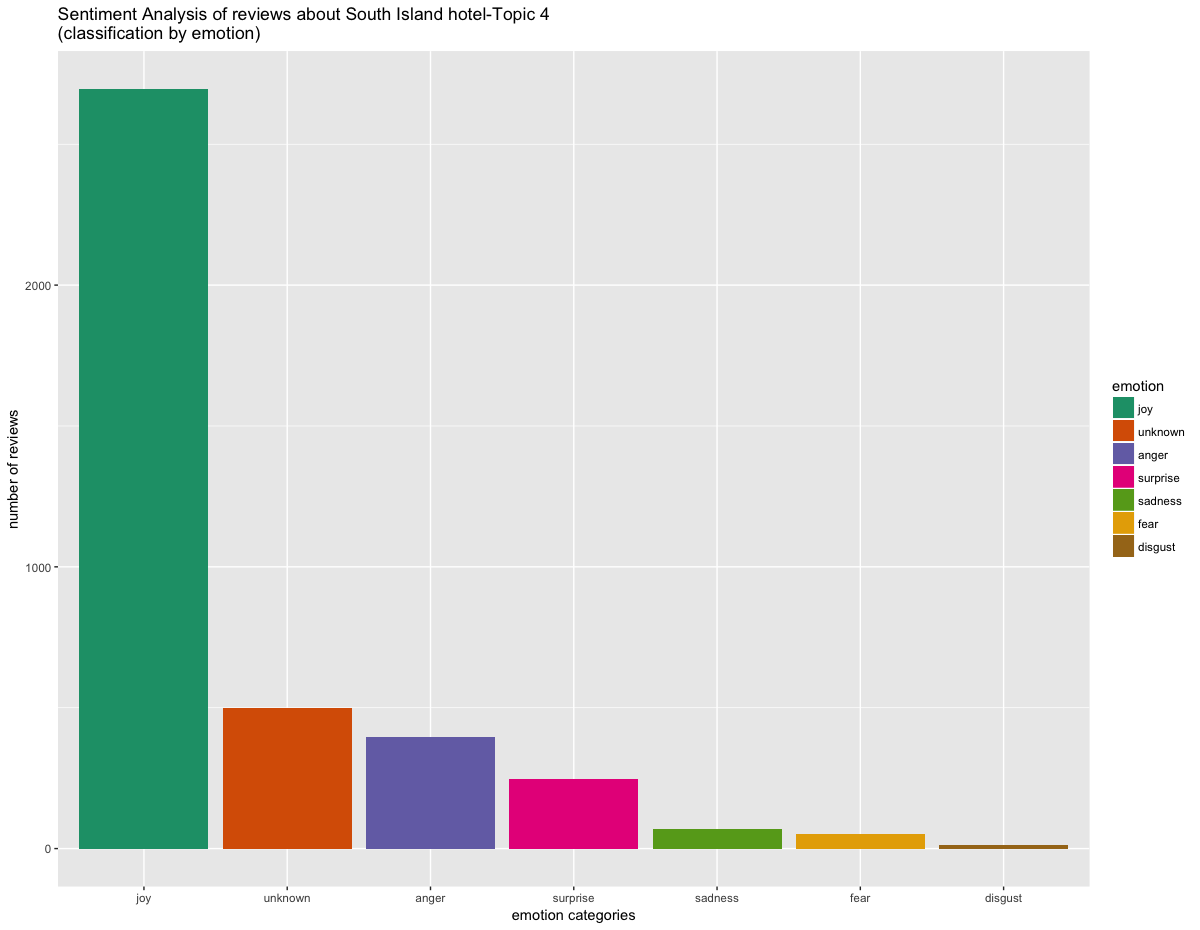 Sentiment Analysis of reviews about South Island hotel-Topic 4
(classification by emotion)
number of reviews
2000
1000
0
joy
unknown
anger
surprise
sadness
fear
disgust
emotion categories
emotion
joy
unknown
anger
surprise
sadness
fear
disgust